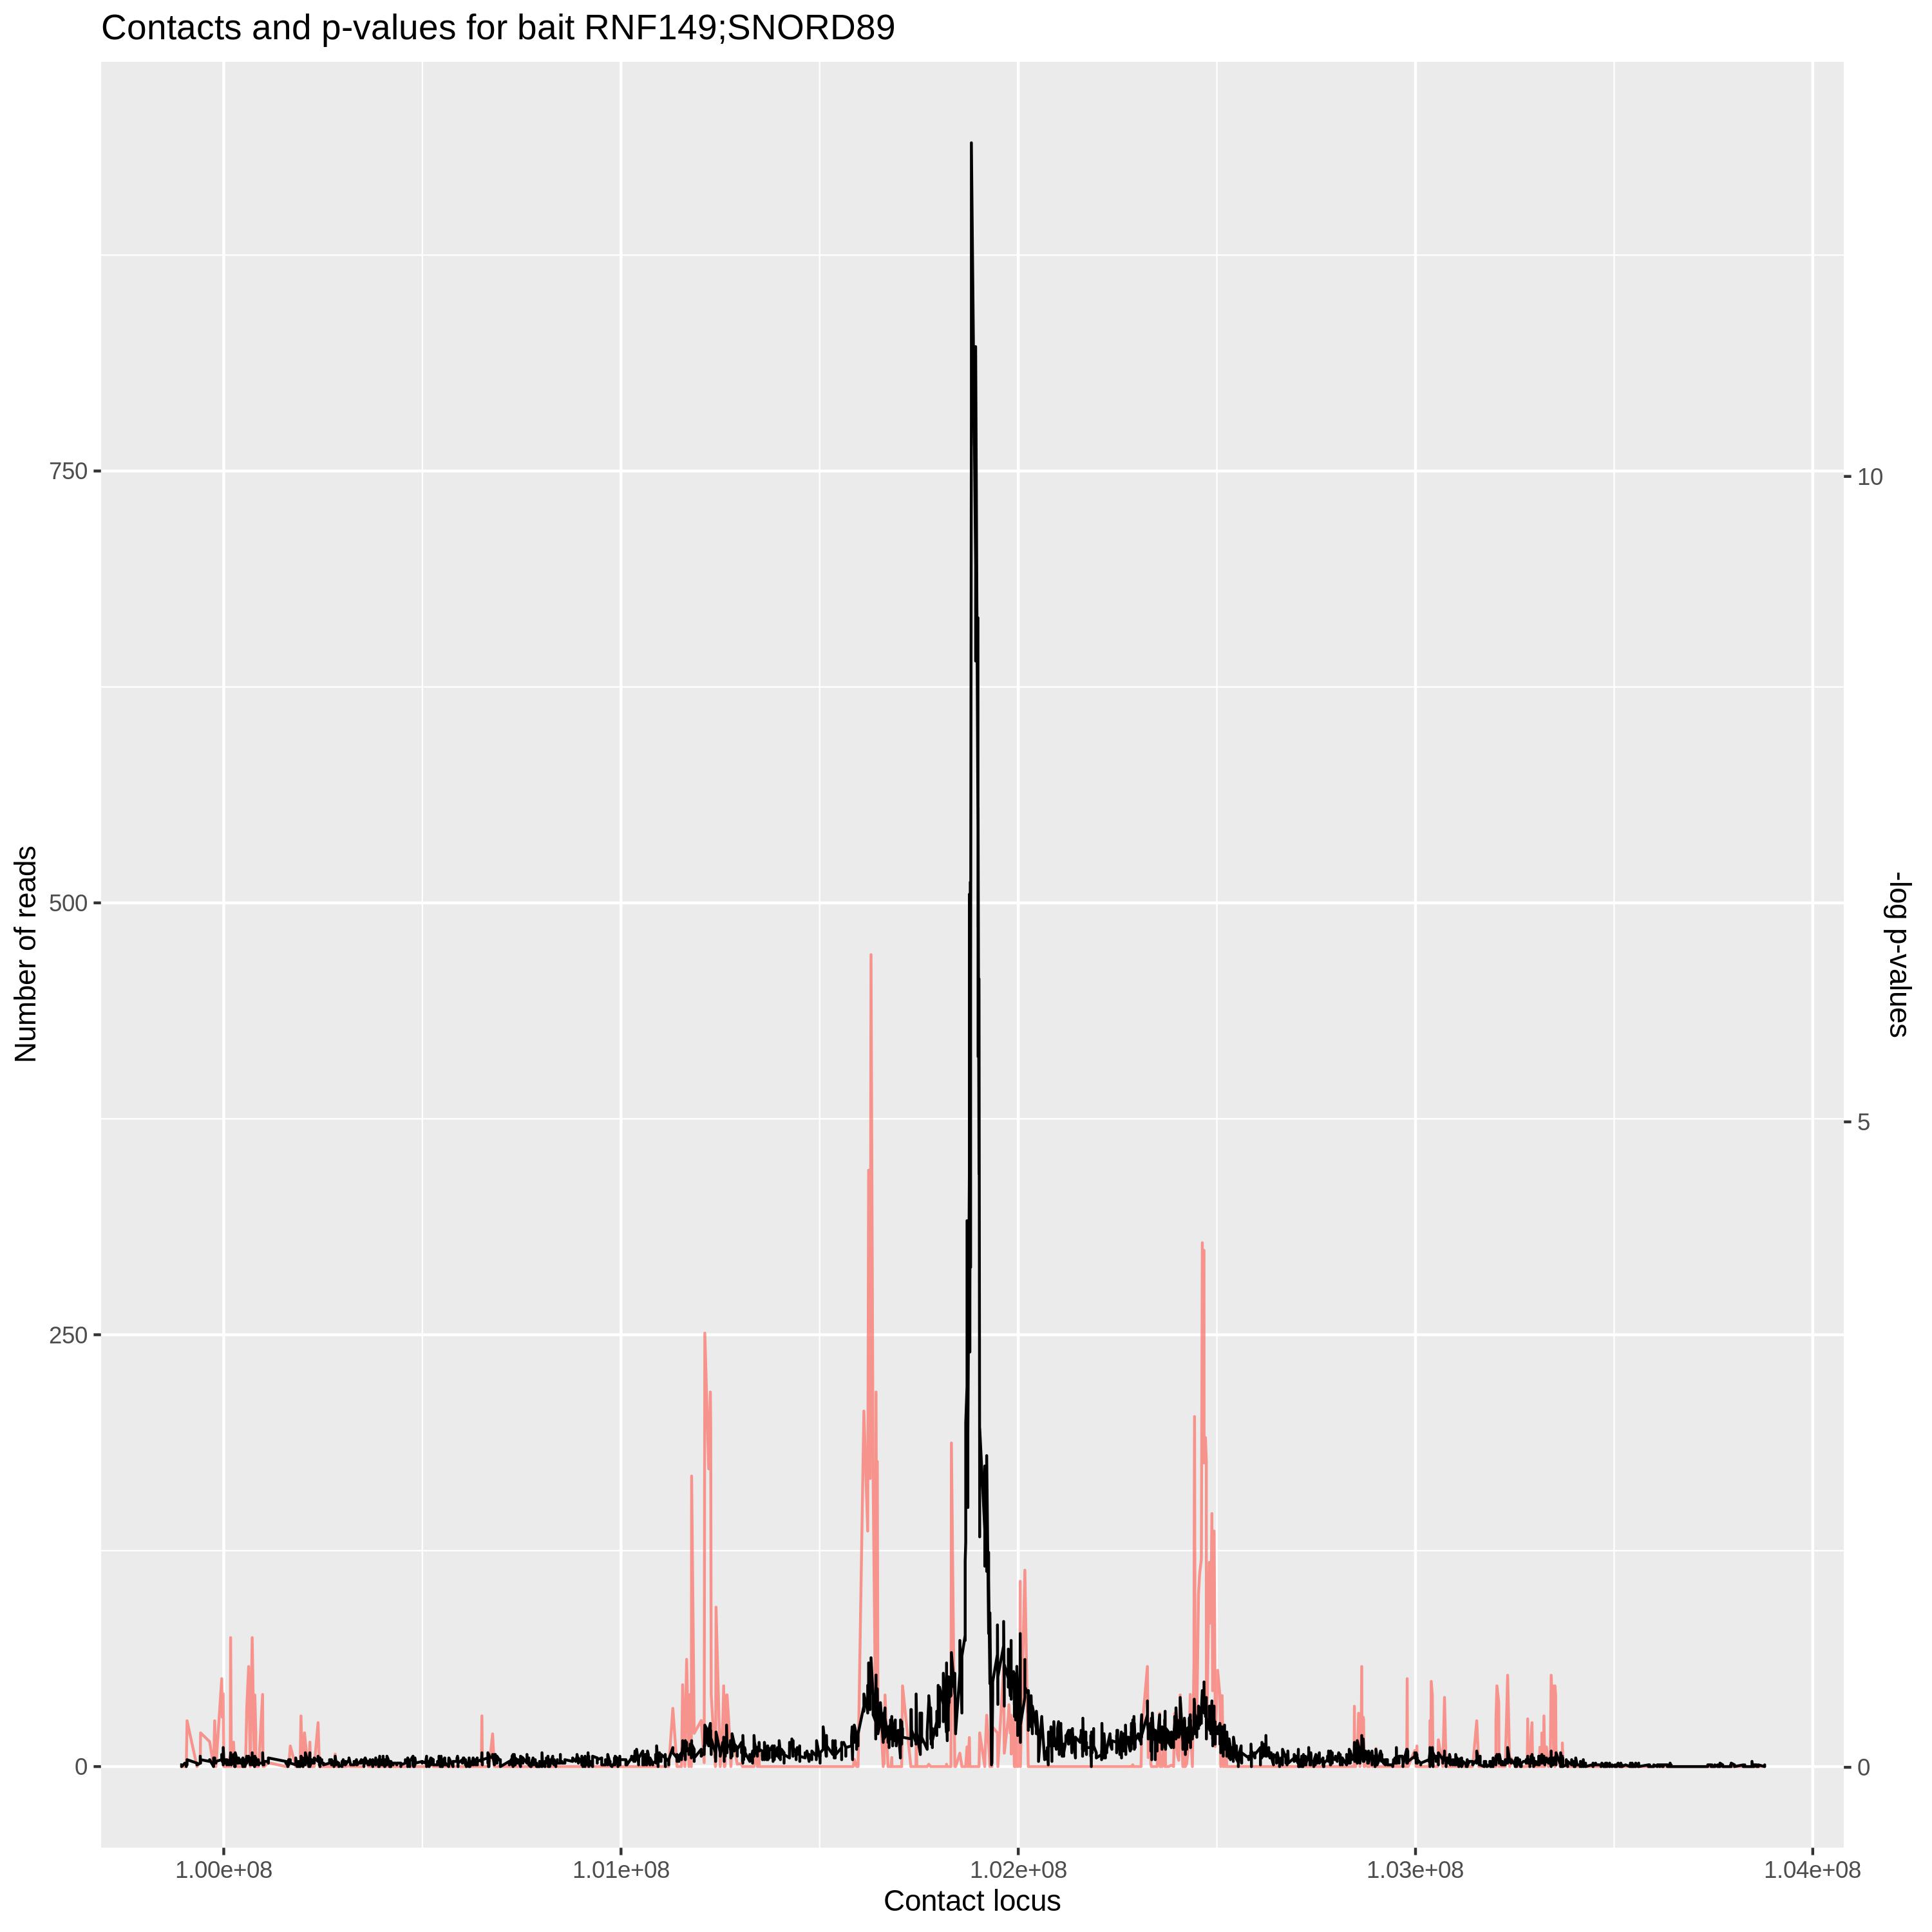 Contacts and p-values for bait RNF149;SNORD89
750
500
250
0
Number of reads
10
5
0
-log p-values
1.00e+08
1.01e+08
1.02e+08
1.03e+08
1.04e+08
Contact locus